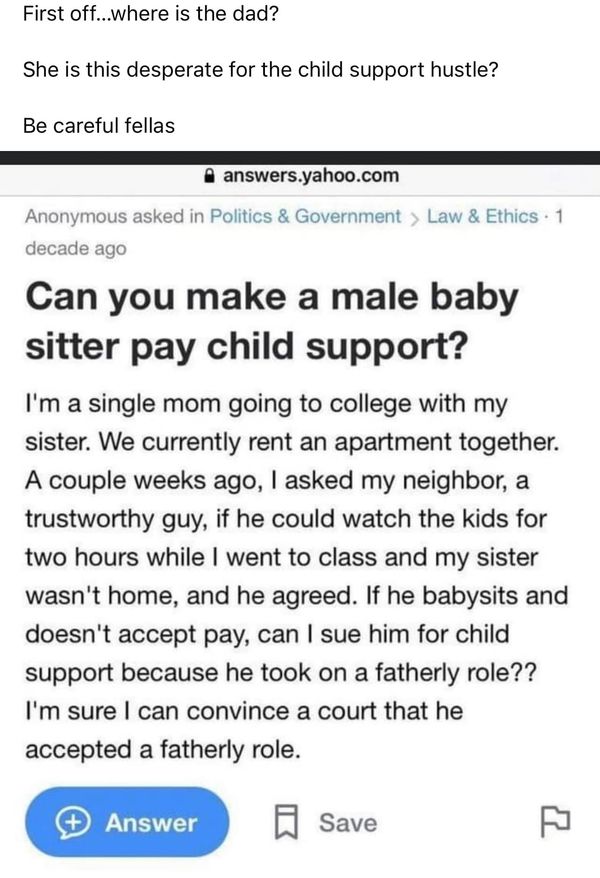 First off...where is the dad?
She is this desperate for the child support hustle?
Be careful fellas
answers.yahoo.com
Anonymous asked in Politics & Government > Law & Ethics · 1
decade ago
Can you make a male baby
sitter pay child support?
I'm a single mom going to college with my
sister. We currently rent an apartment together.
A couple weeks ago, I asked my neighbor, a
trustworthy guy, if he could watch the kids for
two hours while I went to class and my sister
wasn't home, and he agreed. If he babysits and
doesn't accept pay, can I sue him for child
support because he took on a fatherly role??
I'm sure I can convince a court that he
accepted a fatherly role.
Answer Save